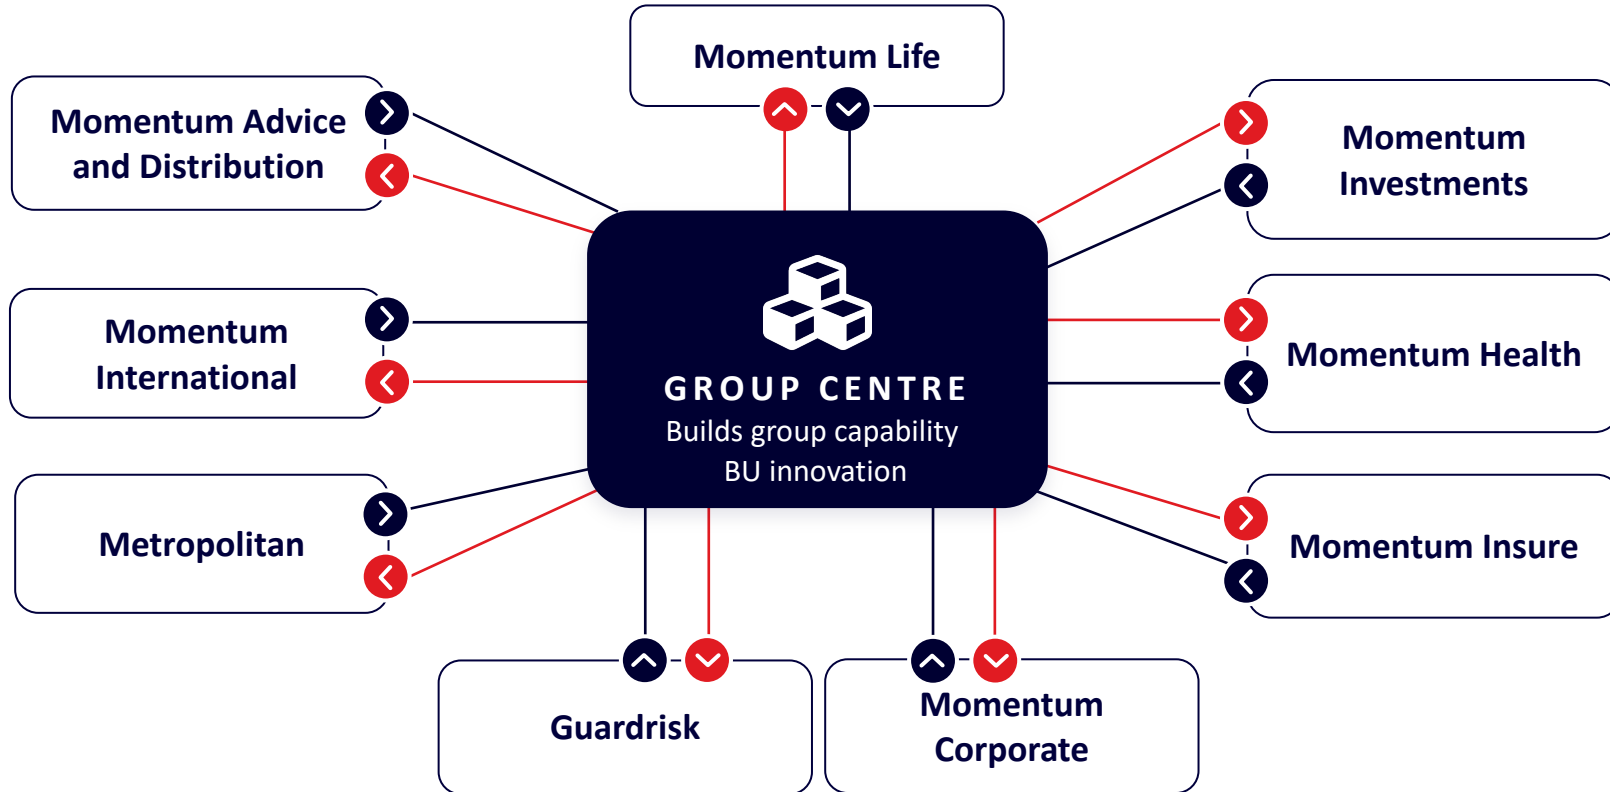 Momentum Life
Momentum Advice
and Distribution
Momentum
Investments
Momentum
International
GROUP CENTRE
Builds group capability
BU innovation
Momentum Health
Metropolitan
Momentum Insure
Guardrisk
Momentum
Corporate